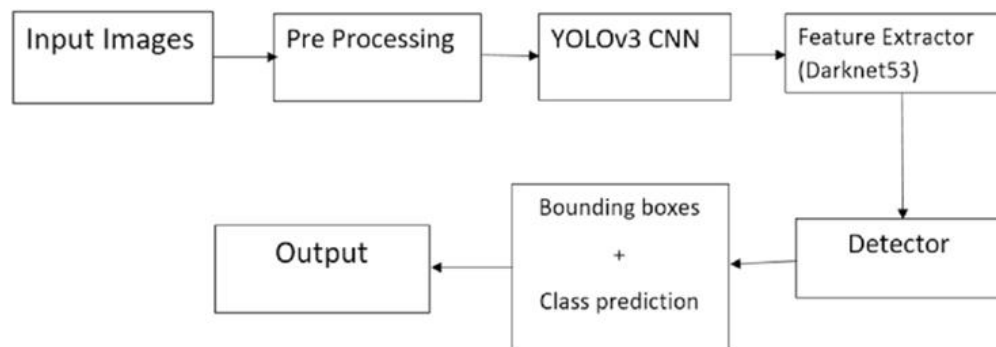 Input Images
Pre Processing
YOLOv3 CNN
Feature Extractor
(Darknet53)
Detector
Bounding boxes
+
Class prediction
Output